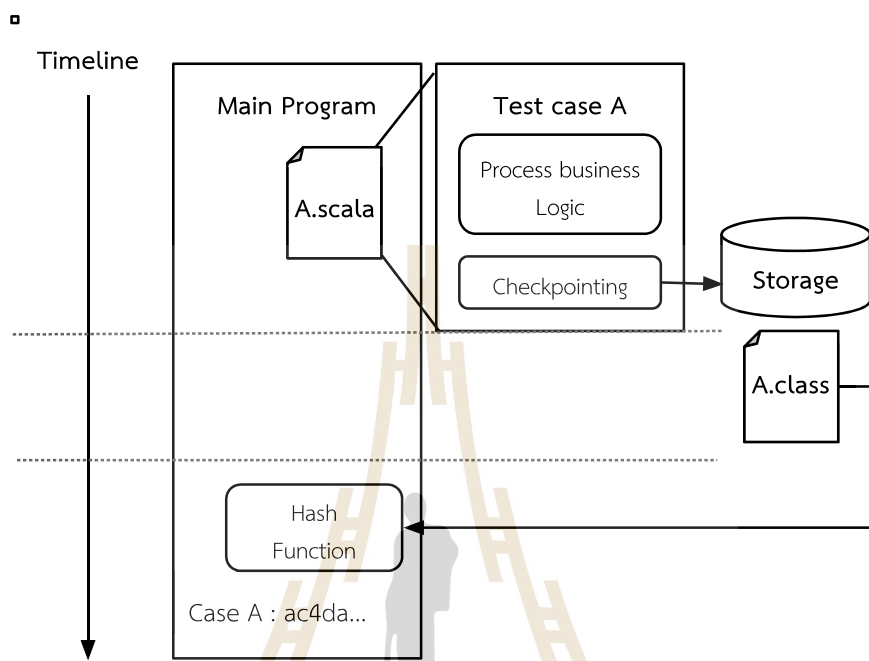 Timeline
Main Program
Test case A
A.scala
Process business
Logic
Checkpointing
Storage
A.class
Hash
Function
Case A : ac4da...